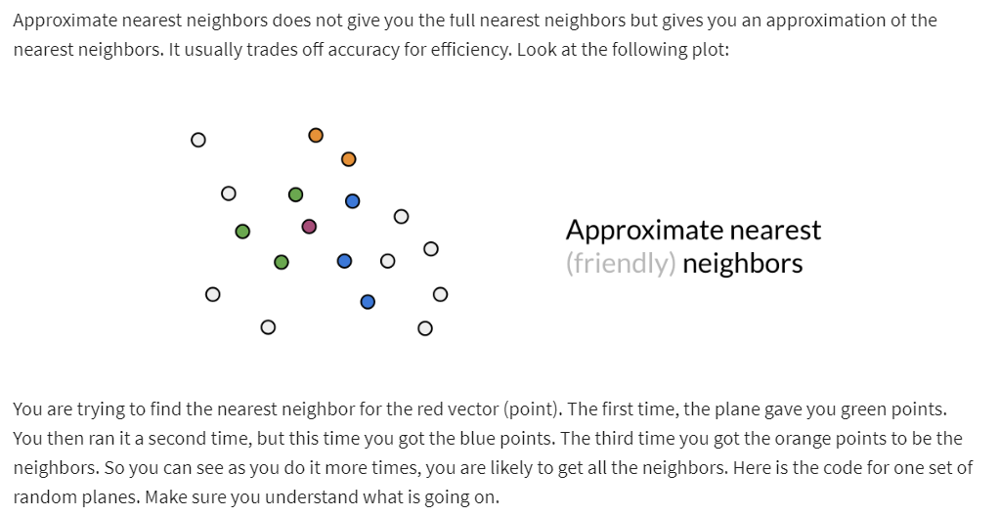 Approximate nearest neighbors does not give you the full nearest neighbors but gives you an approximation of the
nearest neighbors. It usually trades off accuracy for efficiency. Look at the following plot:
Approximate nearest
(friendly) neighbors
You are trying to find the nearest neighbor for the red vector (point). The first time, the plane gave you green points.
You then ran it a second time, but this time you got the blue points. The third time you got the orange points to be the
neighbors. So you can see as you do it more times, you are likely to get all the neighbors. Here is the code for one set of
random planes. Make sure you understand what is going on.